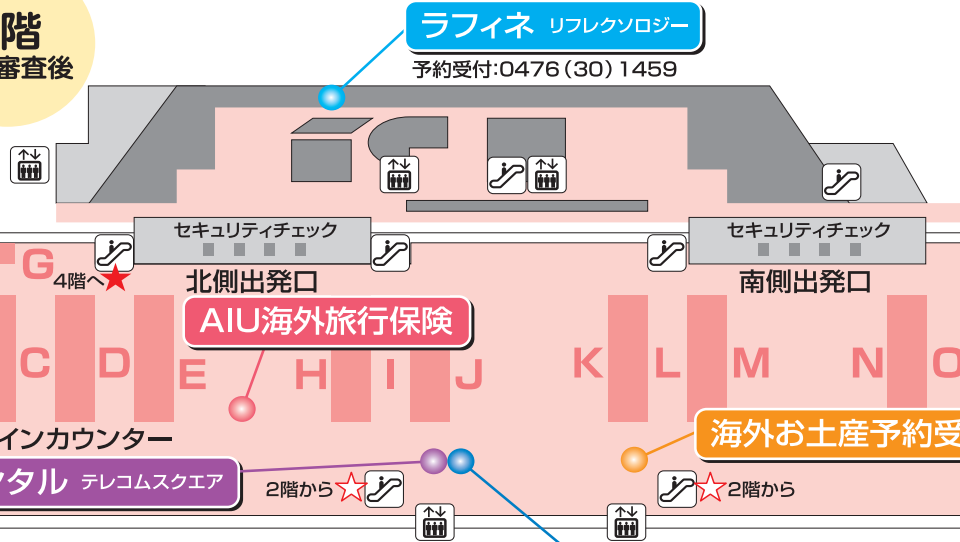 階
審査後
ラフィネ リフレクソロジー
予約受付:0476(30)1459
セキュリティチェック
セキュリティチェック
G
4階へ
北側出発口
南側出発口
AIU海外旅行保険
C D E H I J K L M N O
インカウンター
海外お土産予約受
タル テレコムスクエア
2階から
2階から